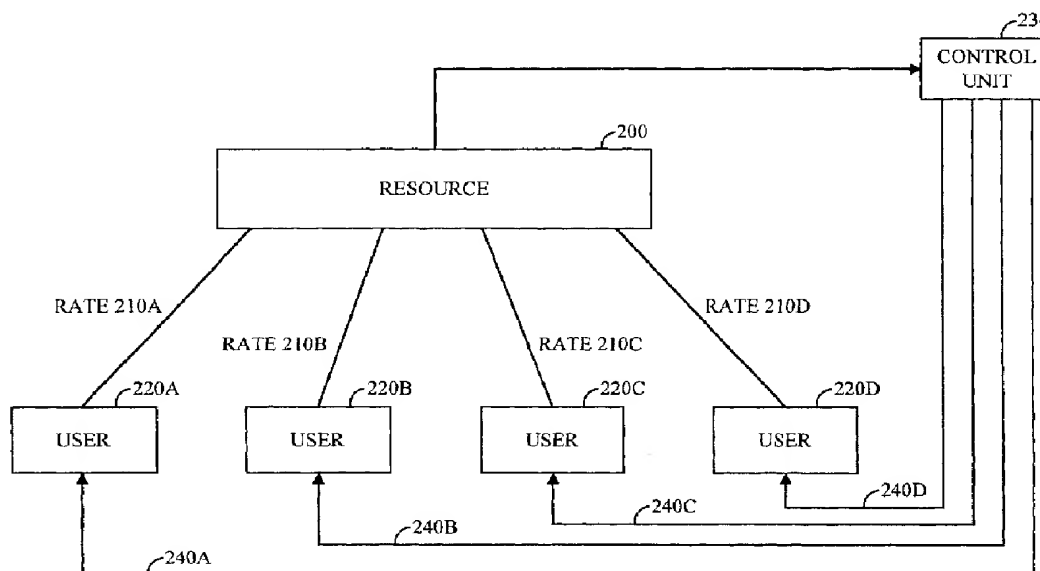 CONTROL
UNIT
200
RESOURCE
RATE 210A
RATE 210B
RATE 210C
RATE 210D
220A
220B
220C
220D
USER
USER
USER
USER
240D
240C
240B
240A